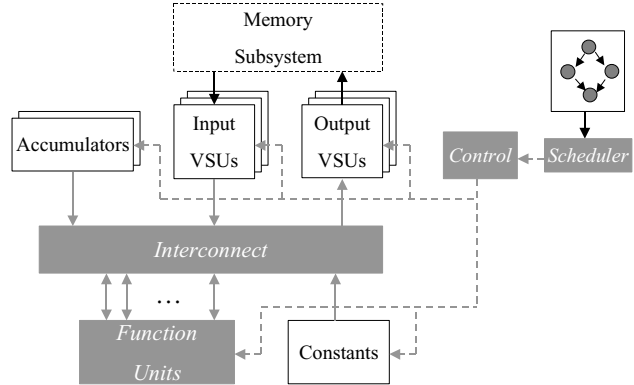 Memory
Subsystem
Accumulators
Input
VSUs
Output
VSUs
Control
Scheduler
Interconnect
...
Function
Units
Constants